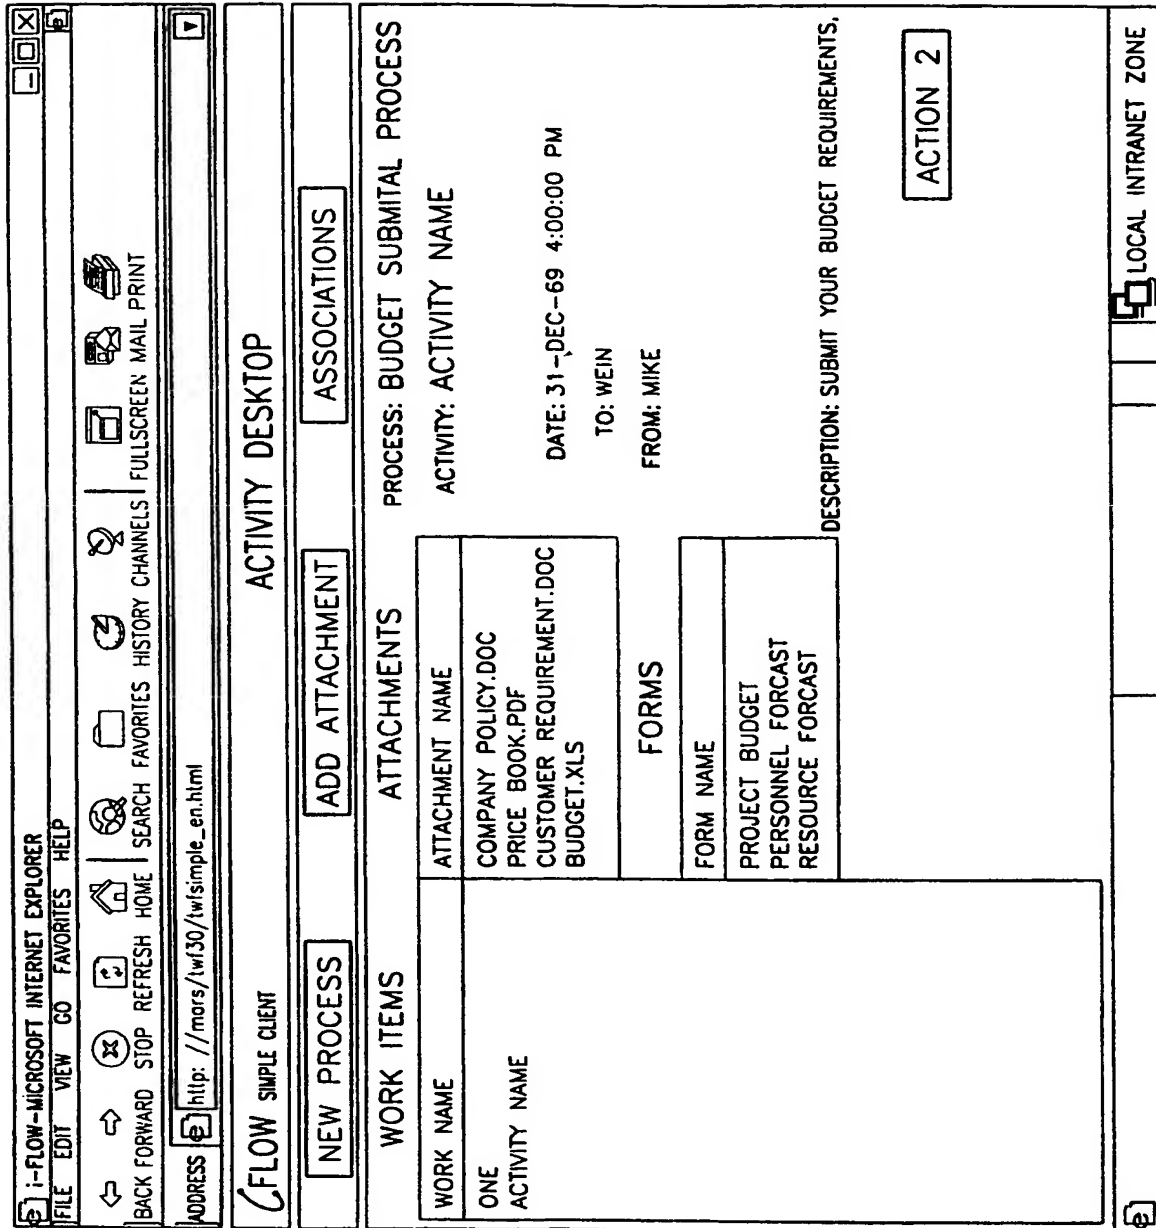 i-FLOW-MICROSOFT INTERNET EXPLORER
FILE EDIT VIEW GO FAVORITES HELP
BACK FORWARD STOP REFRESH HOME SEARCH FAVORITES HISTORY CHANNELS FULLSCREEN MAIL PRINT
ADDRESS http: //mars/twf30/twfsimple_en.html
FLOW SIMPLE CLIENT
ACTIVITY DESKTOP
NEW PROCESS
ADD ATTACHMENT
ASSOCIATIONS
WORK ITEMS
WORK NAME
ONE
ACTIVITY NAME
ATTACHMENTS
ATTACHMENT NAME
COMPANY POLICY.DOC
PRICE BOOK.PDF
CUSTOMER REQUIREMENT.DOC
BUDGET.XLS
FORMS
FORM NAME
PROJECT BUDGET
PERSONNEL FORCAST
RESOURCE FORCAST
PROCESS: BUDGET SUBMITAL PROCESS
ACTIVITY: ACTIVITY NAME
DATE: 31-DEC-69 4:00:00 PM
TO: WEIN
FROM: MIKE
DESCRIPTION: SUBMIT YOUR BUDGET REQUIREMENTS,
ACTION 2
LOCAL INTRANET ZONE